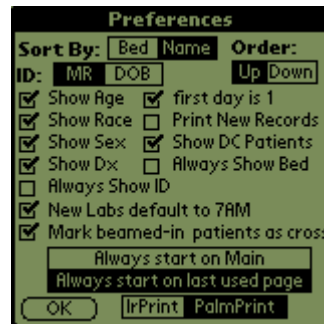 Preferences
Sort By: Bed Name Order:
ID: MR DOB Up Down
Show Age first day is 1
Show Race Print New Records
Show Sex Show DC Patients
Show Dx Always Show Bed
Always Show ID
New Labs default to 7AM
Mark beamed-in patients as cros
Always start on Main
Always start on last used page
OK IrPrint PalmPrint